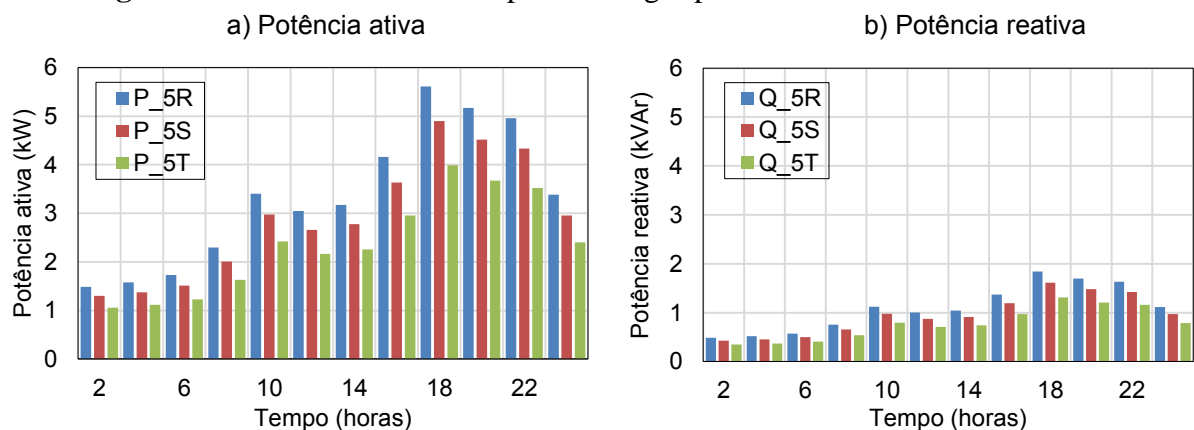 a) Potência ativa
6
5
4
3
2
1
0
Potência ativa (kW)
P_5R
P_5S
P_5T
2 6 10 14 18 22
Tempo (horas)
b) Potência reativa
6
5
4
3
2
1
0
Potência reativa (kVAr)
Q_5R
Q_5S
Q_5T
2 6 10 14 18 22
Tempo (horas)